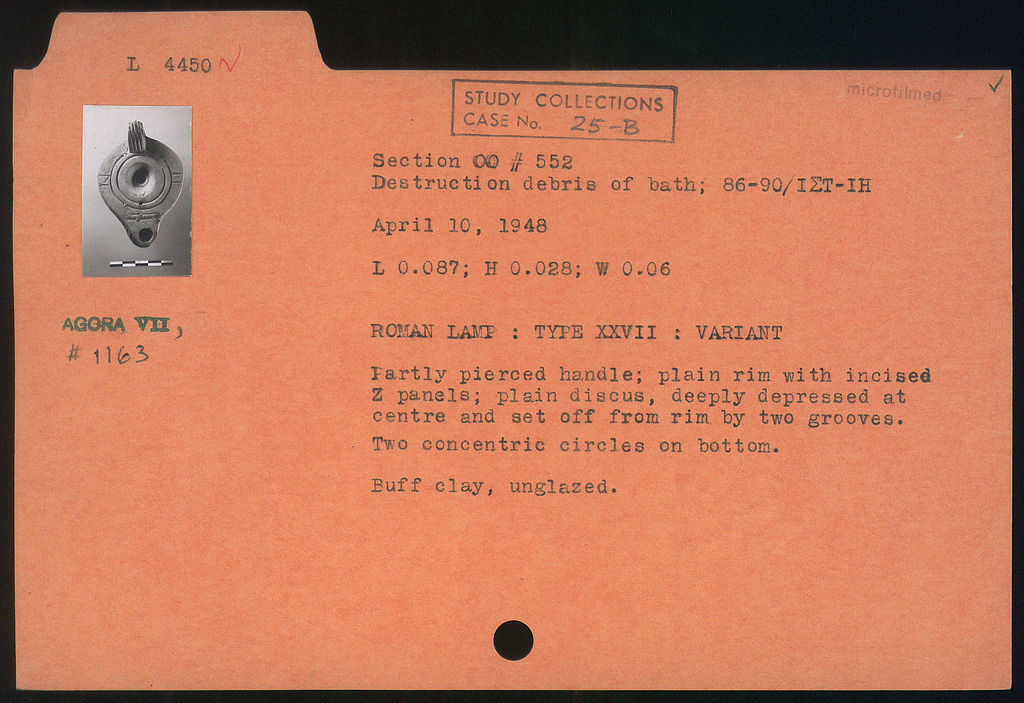 L 4450
microfilmed
STUDY COLLECTIONS
CASE No. 25-B
Section OO # 552
Destruction debris of bath; 86-90/ΙΣΤ-ΙΗ
April 10, 1948
L 0.087; H 0.028; W 0.06
AGORA VII,
# 1163
ROMAN LAMP : TYPE XXVII : VARIANT
Partly pierced handle; plain rim with incised
Z panels; plain discus, deeply depressed at
centre and set off from rim by two grooves.
Two concentric circles on bottom.
Buff clay, unglazed.